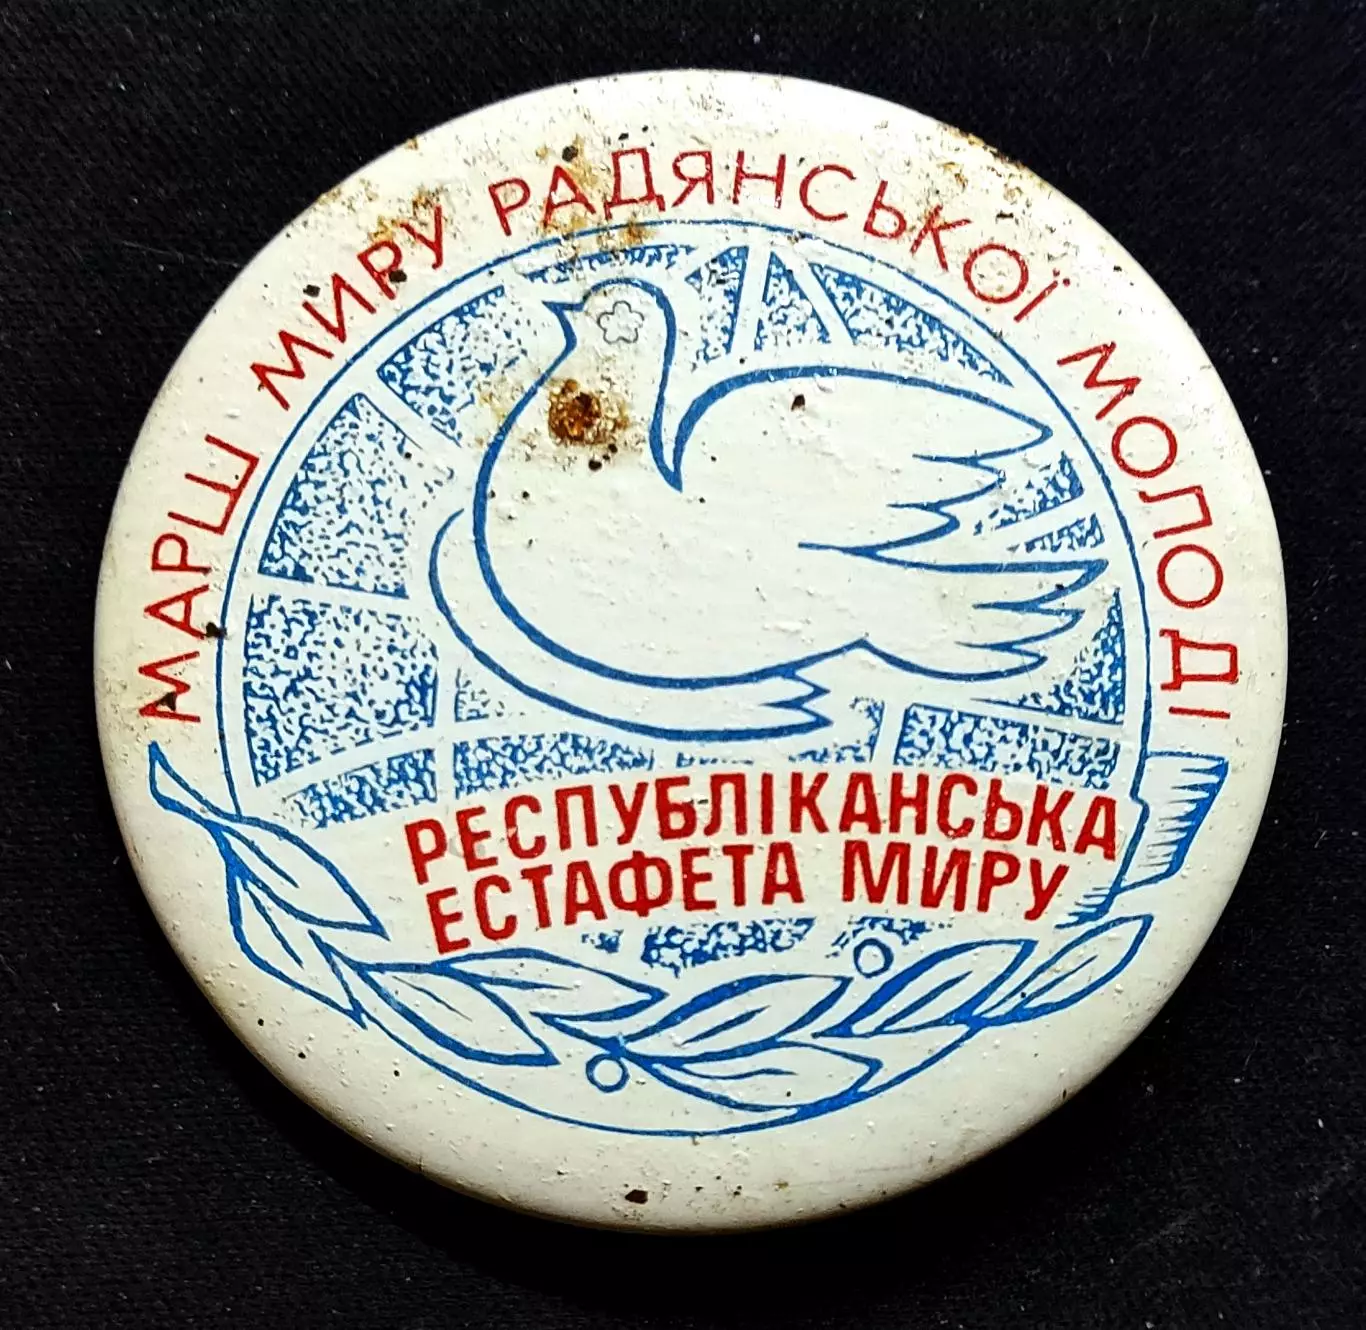 МАРШ МИРУ РАДЯНСЬКОЇ МОЛОДІ
РЕСПУБЛІКАНСЬКА
ЕСТАФЕТА МИРУ